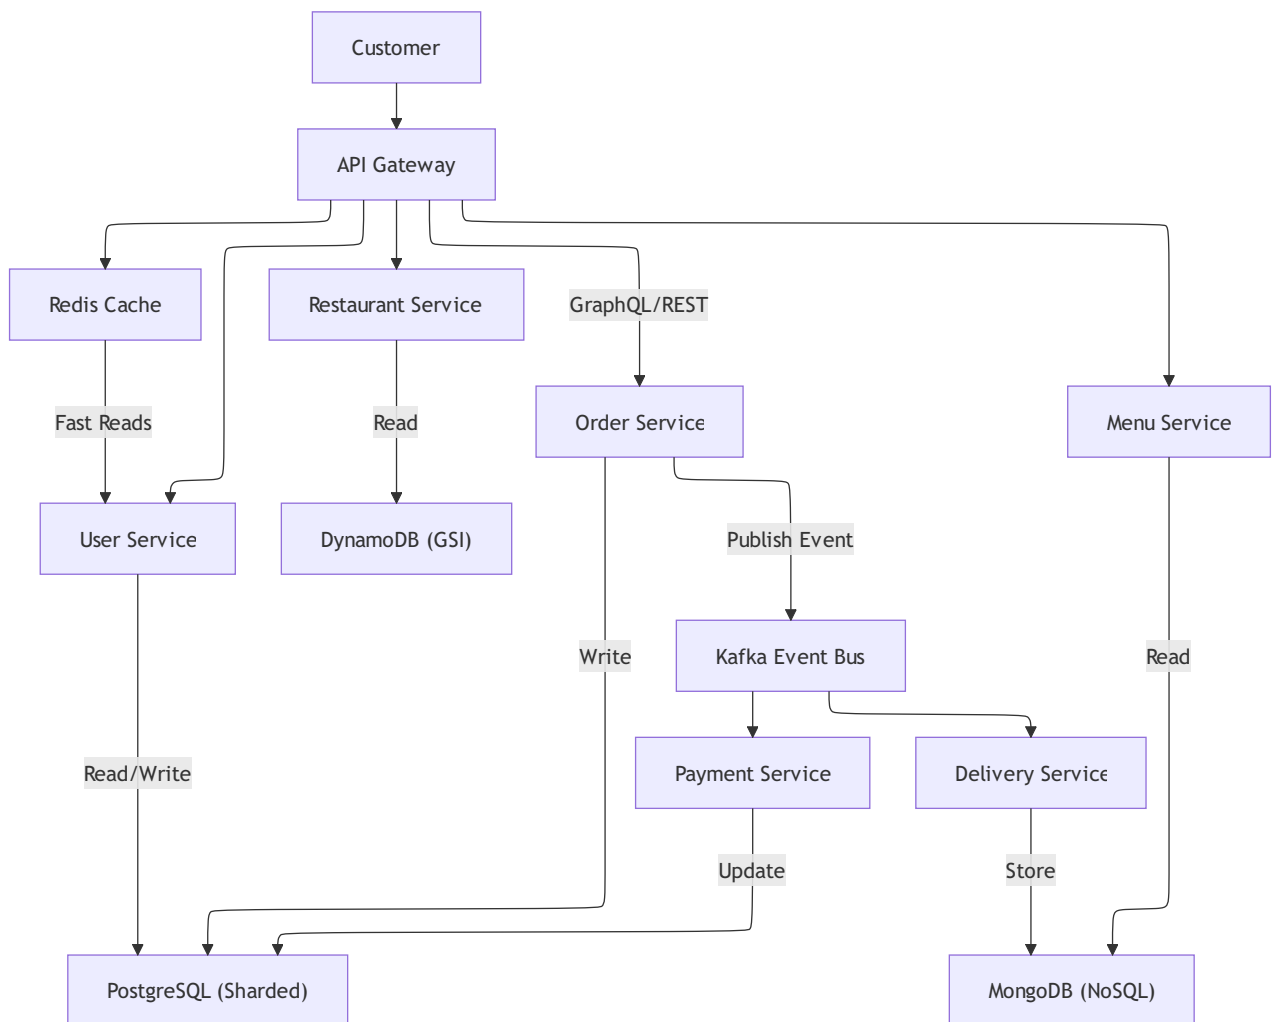 Customer
API Gateway
Redis Cache
Restaurant Service
GraphQL/REST
Fast Reads
Read
Order Service
Menu Service
User Service
DynamoDB (GSI)
Publish Event
Write
Kafka Event Bus
Read
Read/Write
Payment Service
Delivery Service
Update
Store
PostgreSQL (Sharded)
MongoDB (NoSQL)